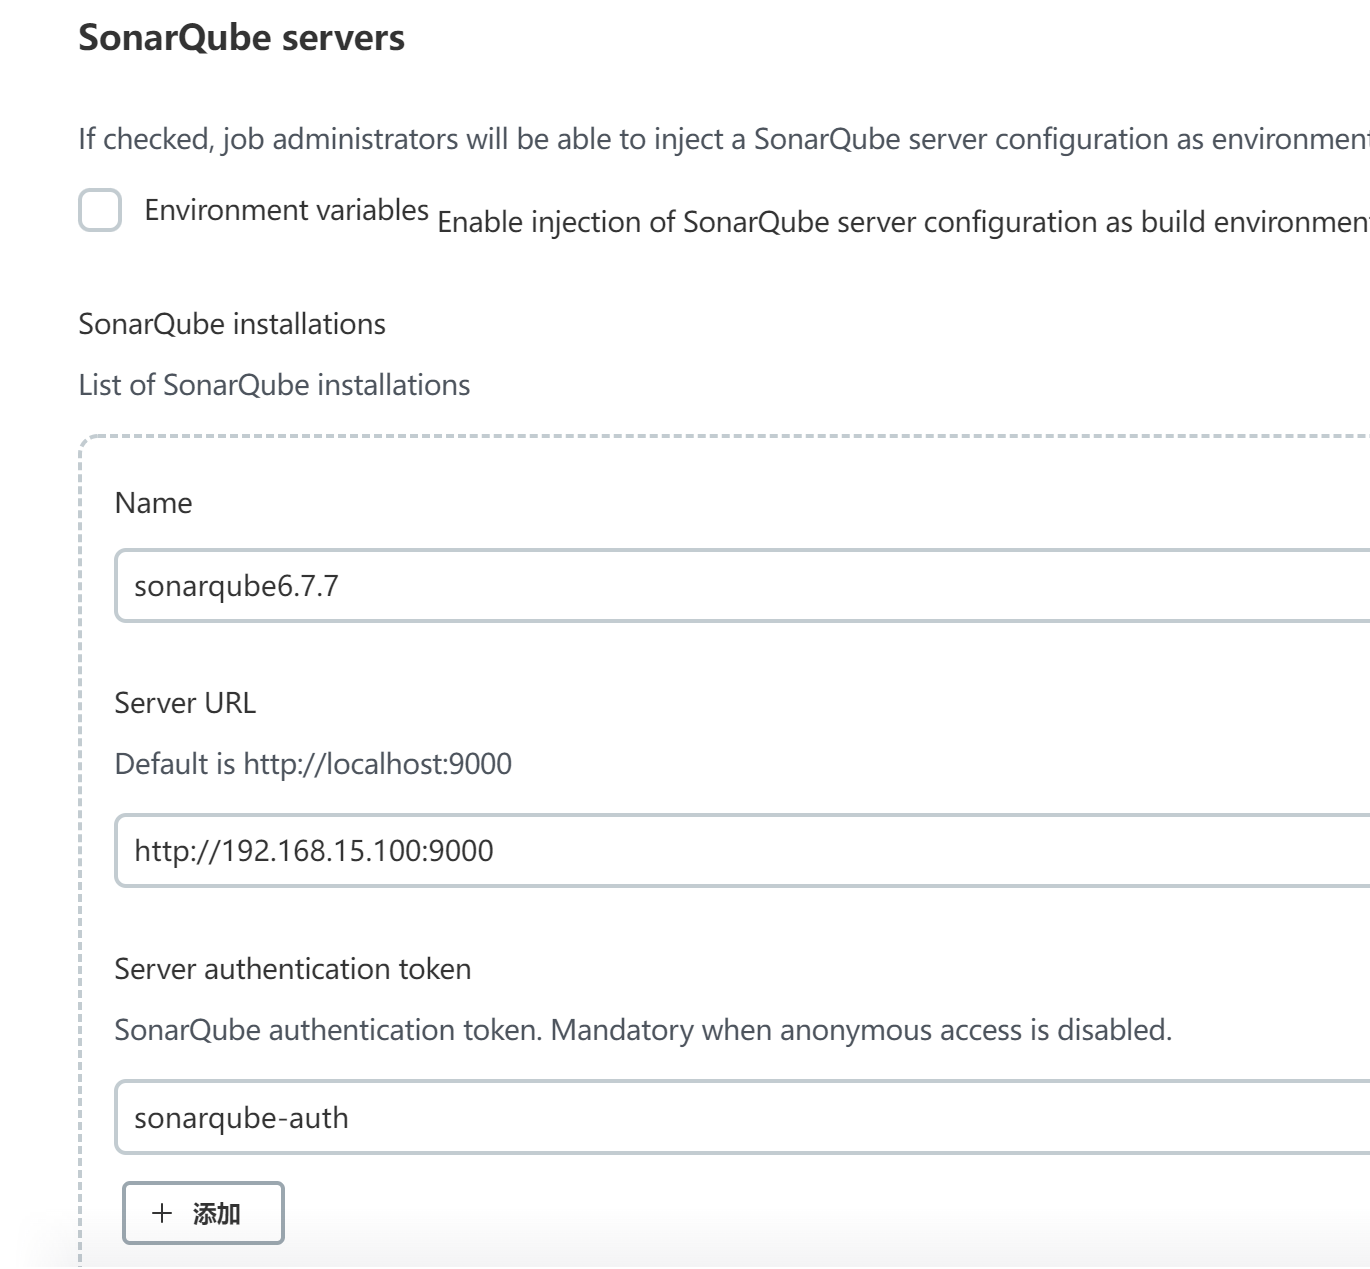 SonarQube servers
If checked, job administrators will be able to inject a SonarQube server configuration as environment
Environment variables Enable injection of SonarQube server configuration as build environment
SonarQube installations
List of SonarQube installations
Name
sonarqube6.7.7
Server URL
Default is http://localhost:9000
http://192.168.15.100:9000
Server authentication token
SonarQube authentication token. Mandatory when anonymous access is disabled.
sonarqube-auth
添加